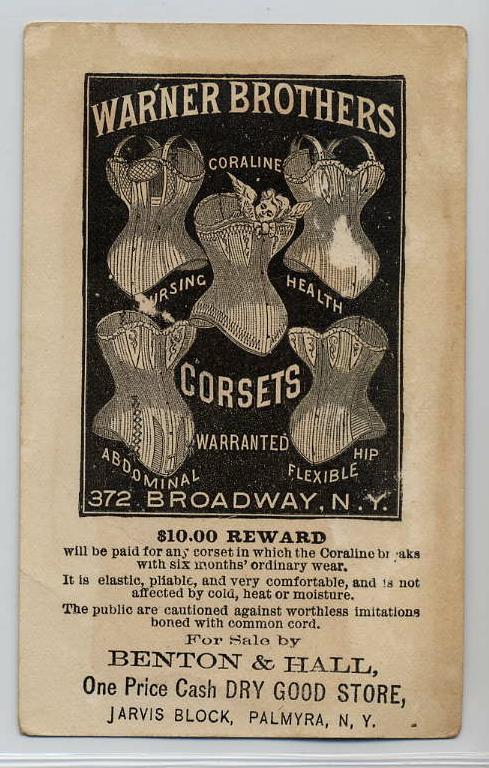 WARNER BROTHERS
CORALINE
NURSING
HEALTH
CORSETS
WARRANTED
ABDOMINAL
FLEXIBLE HIP
372 BROADWAY, N.Y.
$10.00 REWARD
will be paid for any corset in which the Coraline breaks
with six months' ordinary wear.
It is elastic, pliable, and very comfortable, and is not
affected by cold, heat or moisture.
The public are cautioned against worthless imitations
boned with common cord.
For Sale by
BENTON & HALL,
One Price Cash DRY GOOD STORE,
JARVIS BLOCK, PALMYRA, N, Y.